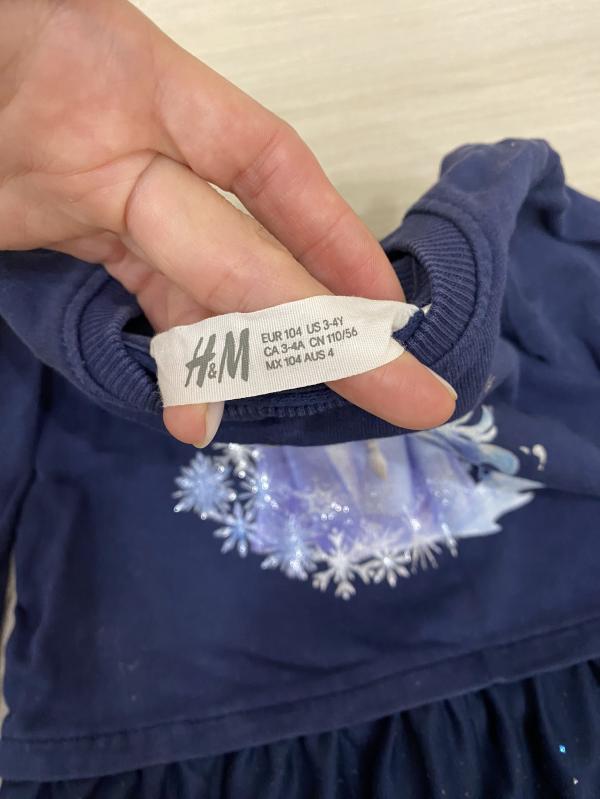 H&M
EUR 104 US 3-4Y
CA 3-4A CN 110/56
MX 104 AUS 4